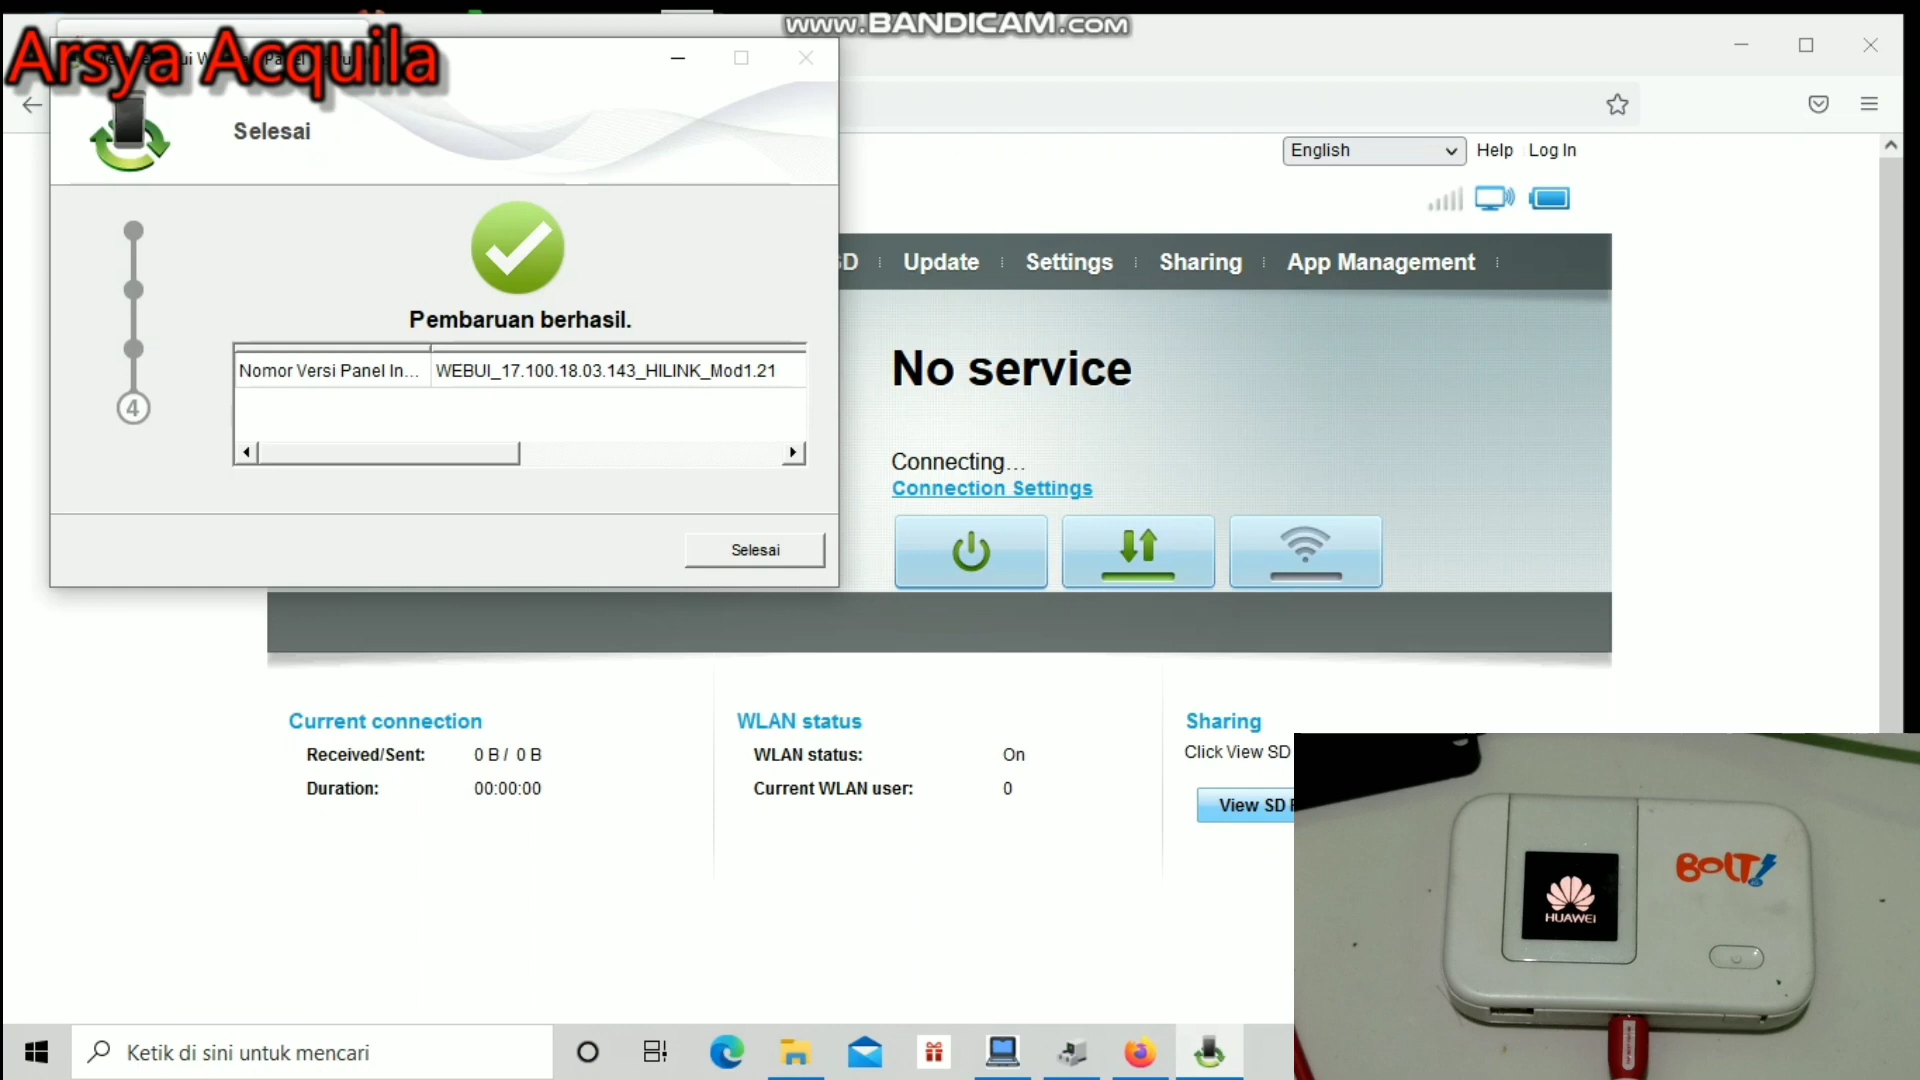 www.BANDICAM.com
Arsya Acquila
Selesai
4
Pembaruan berhasil.
Nomor Versi Panel In...
WEBUI_17.100.18.03.143_HILINK_Mod1.21
Selesai
English
Help
Log In
Update
Settings
Sharing
App Management
No service
Connecting...
Connection Settings
Current connection
Received/Sent:
0 B / 0 B
Duration:
00:00:00
WLAN status
WLAN status:
On
Current WLAN user:
0
Sharing
Click View SD
View SD
BOLT!
HUAWEI
Ketik di sini untuk mencari